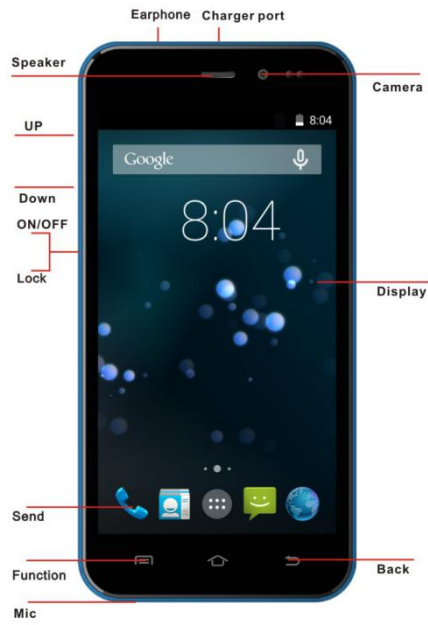 Earphone Charger port
Speaker
Camera
8:04
UP
Google
8:04
Down
ON/OFF
Lock
Display
Send
Function
Back
Mic